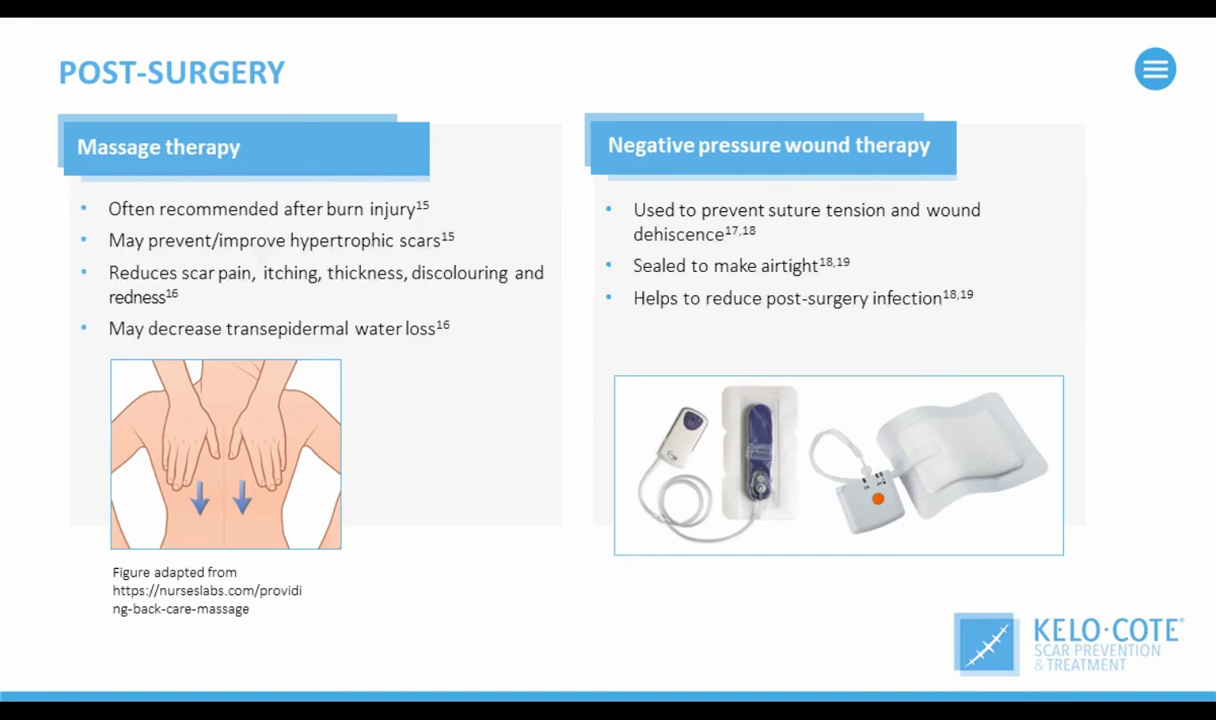 POST-SURGERY
Massage therapy
• Often recommended after burn injury15
• May prevent/improve hypertrophic scars15
• Reduces scar pain, itching, thickness, discolouring and
redness16
• May decrease transepidermal water loss16
Figure adapted from
https://nurseslabs.com/providi
ng-back-care-massage
Negative pressure wound therapy
• Used to prevent suture tension and wound
dehiscence17,18
• Sealed to make airtight18,19
• Helps to reduce post-surgery infection18,19
KELO·COTE®
SCAR PREVENTION
& TREATMENT